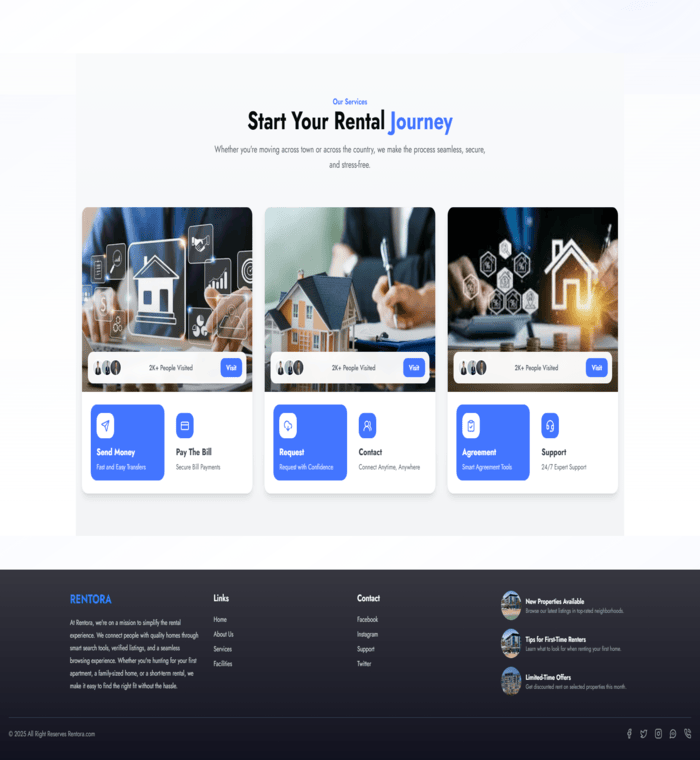 Our Services
Start Your Rental Journey
Whether you're moving across town or across the country, we make the process seamless, secure,
and stress-free.
2K+ People Visited
Visit
2K+ People Visited
Visit
2K+ People Visited
Visit
Send Money
Fast and Easy Transfers
Pay The Bill
Secure Bill Payments
Request
Request with Confidence
Contact
Connect Anytime, Anywhere
Agreement
Smart Agreement Tools
Support
24/7 Expert Support
RENTORA
At Rentora, we're on a mission to simplify the rental
experience. We connect people with quality homes through
smart search tools, verified listings, and a seamless
browsing experience. Whether you're hunting for your first
apartment, a family-sized home, or a short-term rental, we
make it easy to find the right fit without the hassle.
Links
Home
About Us
Services
Facilities
Contact
Facebook
Instagram
Support
Twitter
New Properties Available
Browse our latest listings in top-rated neighborhoods.
Tips for First-Time Renters
Learn what to look for when renting your first home.
Limited-Time Offers
Get discounted rent on selected properties this month.
© 2025 All Right Reserves Rentora.com